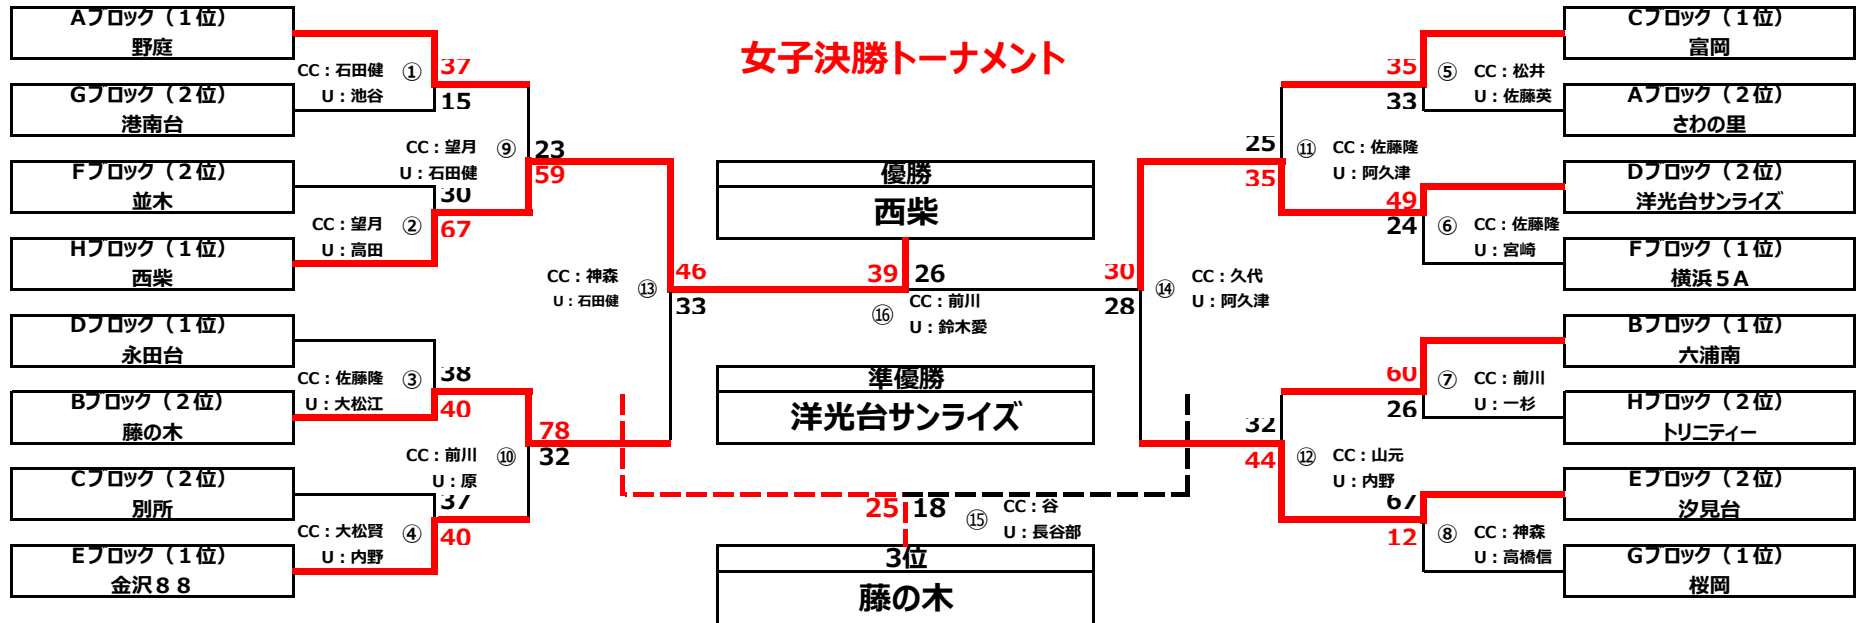 女子決勝トーナメント
Aブロック（１位）
野庭
CC：石田健
①
U：池谷
37
15
Gブロック（２位）
港南台
CC：望月
⑨
U：石田健
23
59
Fブロック（２位）
並木
CC：望月
②
U：高田
30
67
Hブロック（１位）
西柴
CC：神森
⑬
U：石田健
46
33
Dブロック（１位）
永田台
CC：佐藤隆
③
U：大松江
38
40
Bブロック（２位）
藤の木
CC：前川
⑩
U：原
78
32
Cブロック（２位）
別所
CC：大松賢
④
U：内野
37
40
Eブロック（１位）
金沢８８
優勝
西柴
39
26
⑯
CC：前川
U：鈴木愛
準優勝
洋光台サンライズ
25
18
⑮
CC：谷
U：長谷部
3位
藤の木
Cブロック（１位）
富岡
35
33
⑤
CC：松井
U：佐藤英
Aブロック（２位）
さわの里
25
35
⑪
CC：佐藤隆
U：阿久津
Dブロック（２位）
洋光台サンライズ
49
24
⑥
CC：佐藤隆
U：宮崎
Fブロック（１位）
横浜５A
30
28
⑭
CC：久代
U：阿久津
Bブロック（１位）
六浦南
60
26
⑦
CC：前川
U：一杉
Hブロック（２位）
トリニティー
32
44
⑫
CC：山元
U：内野
Eブロック（２位）
汐見台
67
12
⑧
CC：神森
U：高橋信
Gブロック（１位）
桜岡